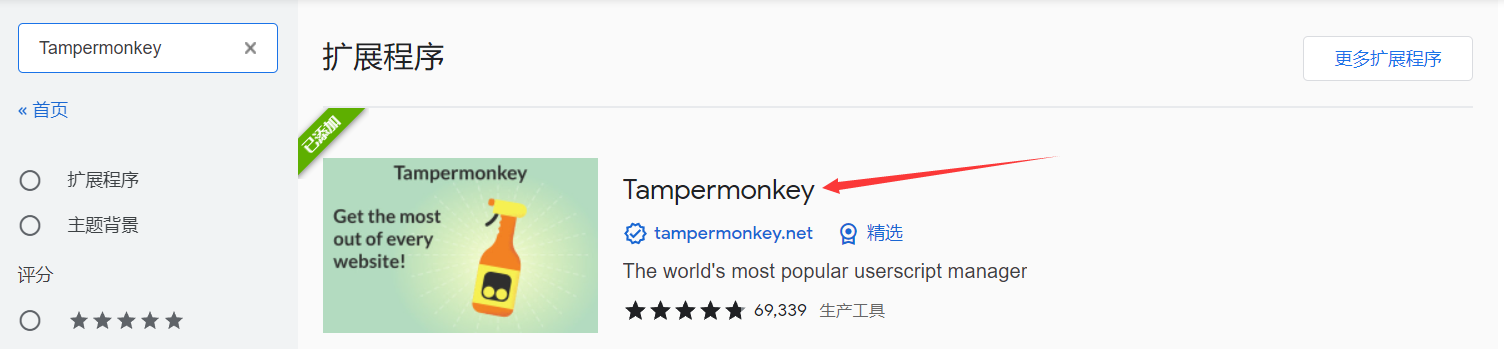 Tampermonkey
« 首页
扩展程序
主题背景
评分
扩展程序
更多扩展程序
已添加
Tampermonkey
Get the most
out of every
website!
Tampermonkey
tampermonkey.net 精选
The world's most popular userscript manager
69,339 生产工具